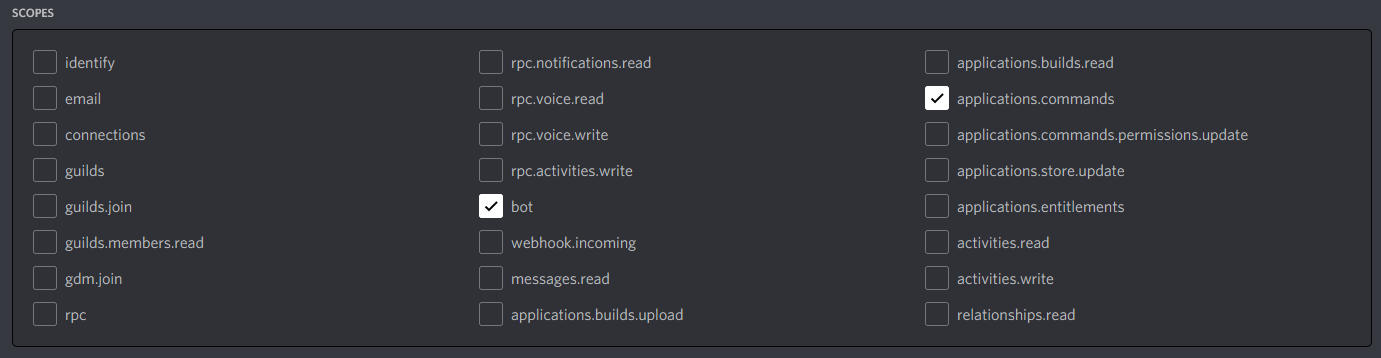 SCOPES
identify
email
connections
guilds
guilds.join
guilds.members.read
gdm.join
rpc
rpc.notifications.read
rpc.voice.read
rpc.voice.write
rpc.activities.write
bot
webhook.incoming
messages.read
applications.builds.upload
applications.builds.read
applications.commands
applications.commands.permissions.update
applications.store.update
applications.entitlements
activities.read
activities.write
relationships.read